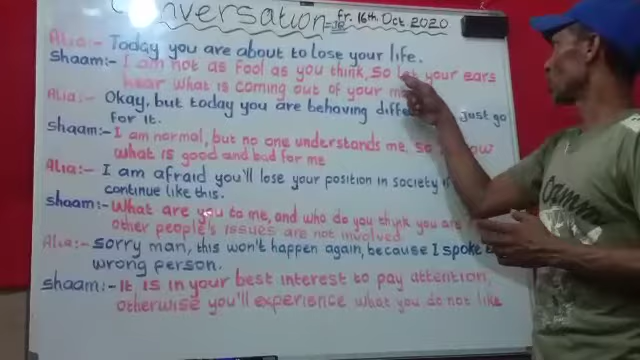 Conversation Fr. 16th Oct 2020
Alia:- Today you are about to lose your life.
Shaam:- I am not as fool as you think, so let your ears
hear what is coming out of your
Alia:- Okay, but today you are behaving just go
for it.
Shaam:- I am normal, but no one understands me, so
what is good and bad for me
Alia:- I am afraid you'll lose your position in society
continue like this.
Shaam:- What are you to me, and who do you think you are
other people's issues are not involved
Alia:- Sorry man, this won't happen again, because I spoke
wrong person.
Shaam:- It is in your best interest to pay attention,
otherwise you'll experience what you do not like